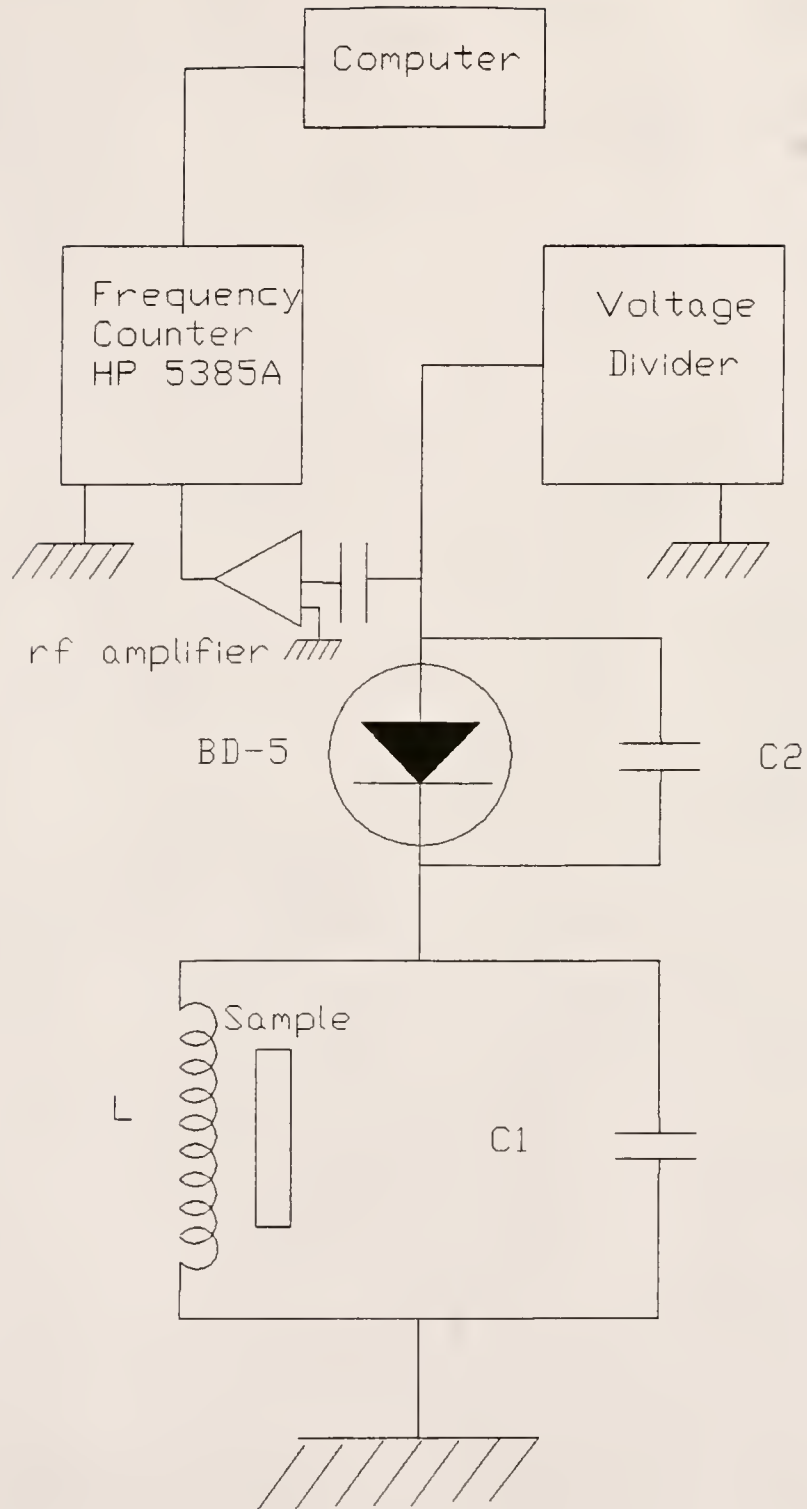 Computer
Frequency
Counter
HP 5385A
Voltage
Divider
rf amplifier
BD-5
C2
Sample
L
C1